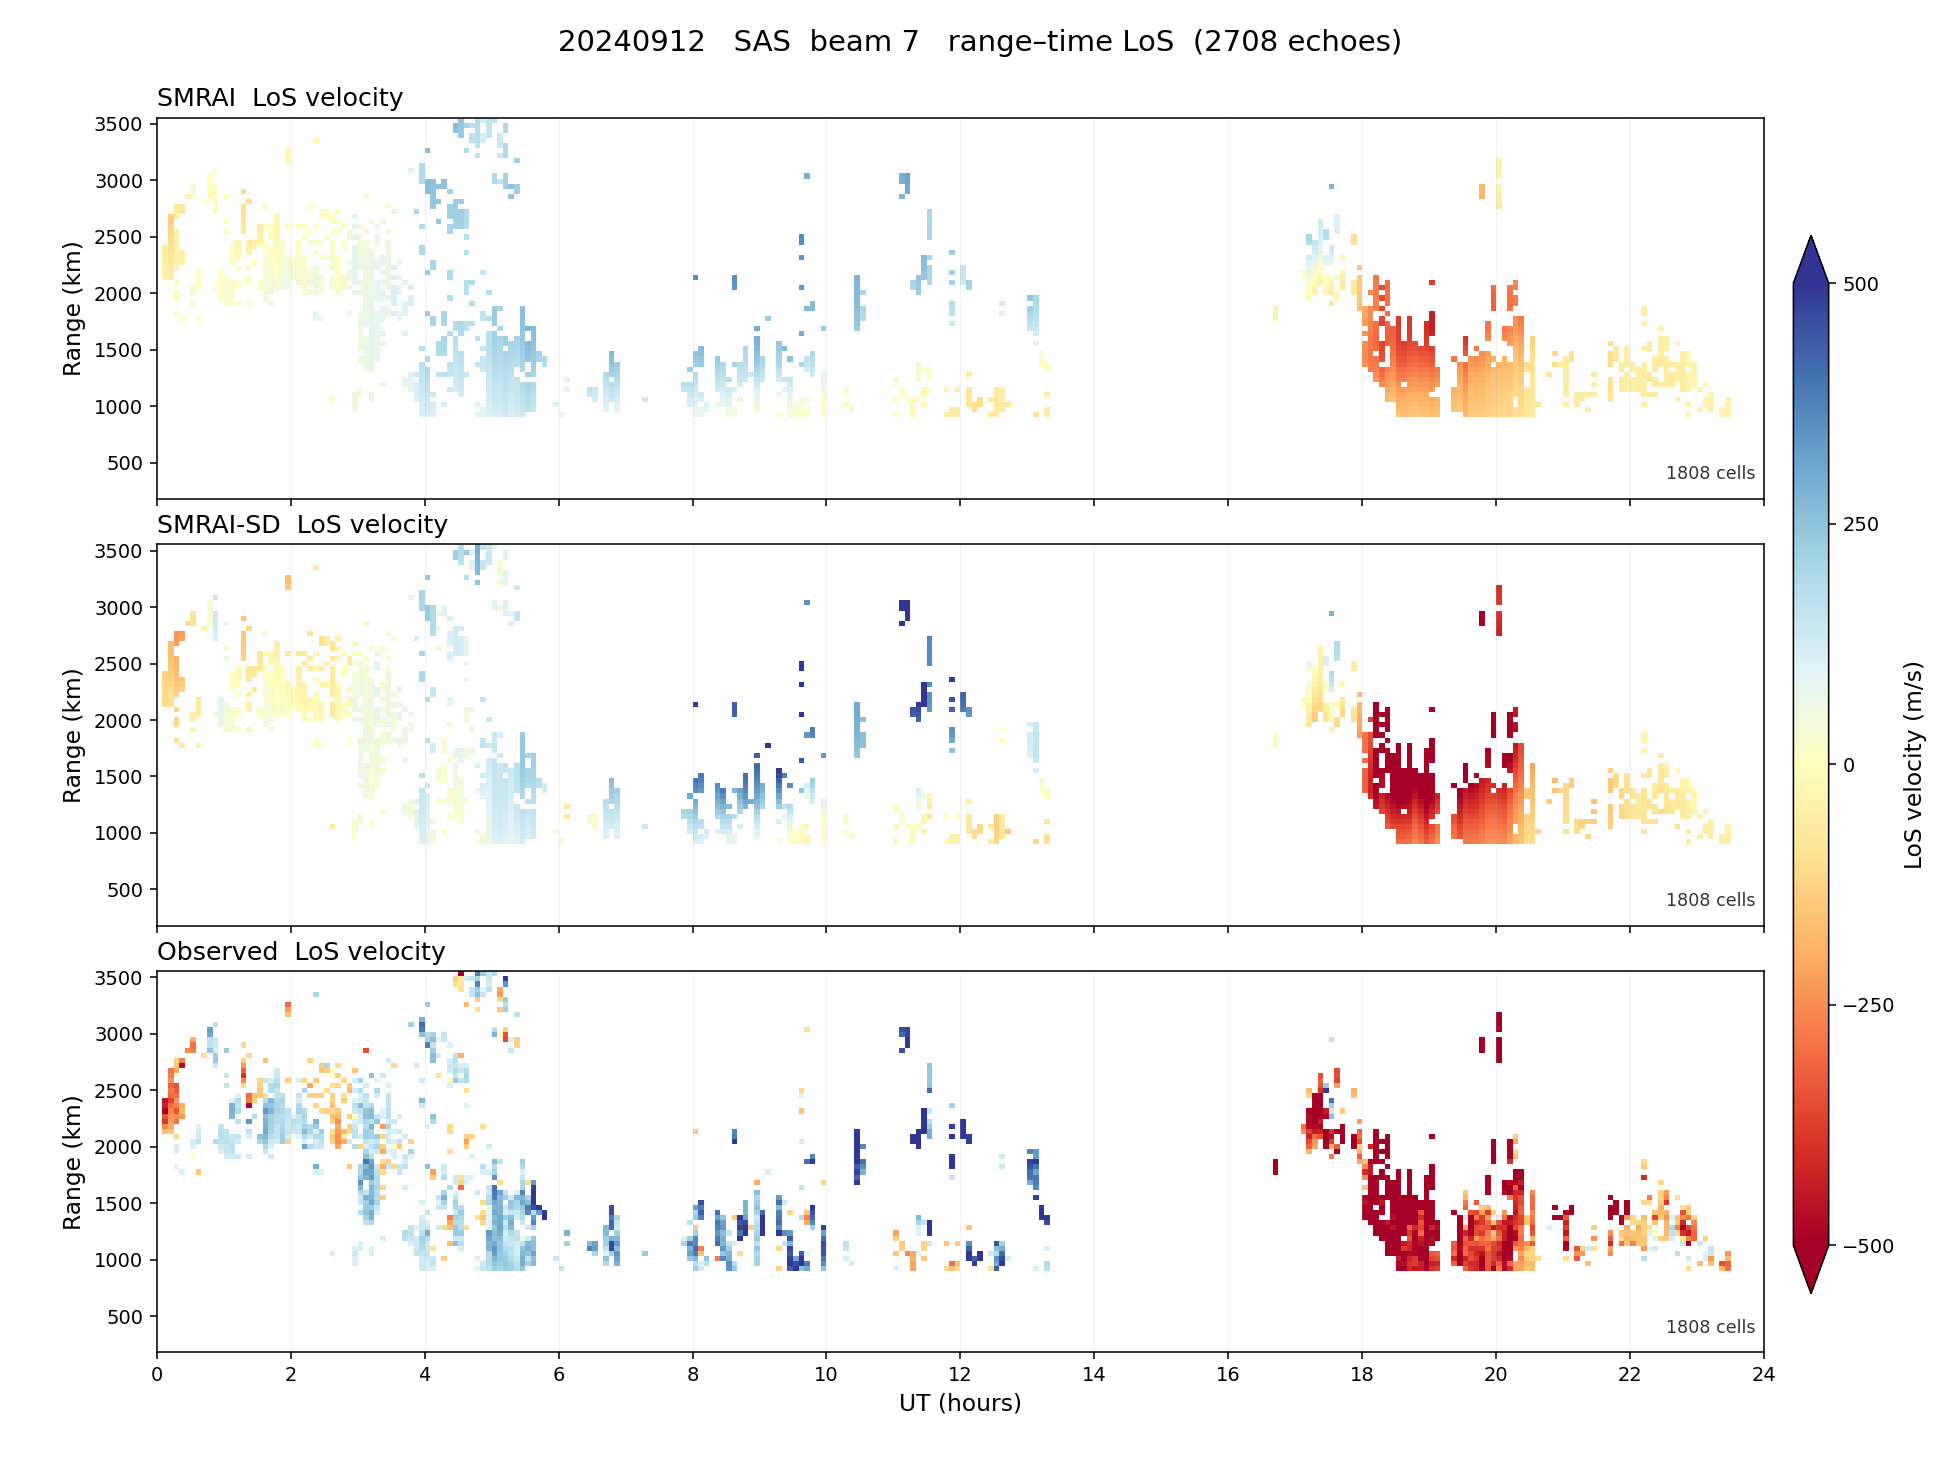 20240912   SAS  beam 7   range–time LoS  (2708 echoes)
SMRAI  LoS velocity
3500
3000
2500
2000
1500
1000
500
Range (km)
1808 cells
SMRAI-SD  LoS velocity
3500
3000
2500
2000
1500
1000
500
Range (km)
1808 cells
Observed  LoS velocity
3500
3000
2500
2000
1500
1000
500
Range (km)
1808 cells
0 2 4 6 8 10 12 14 16 18 20 22 24
UT (hours)
500
250
0
−250
−500
LoS velocity (m/s)